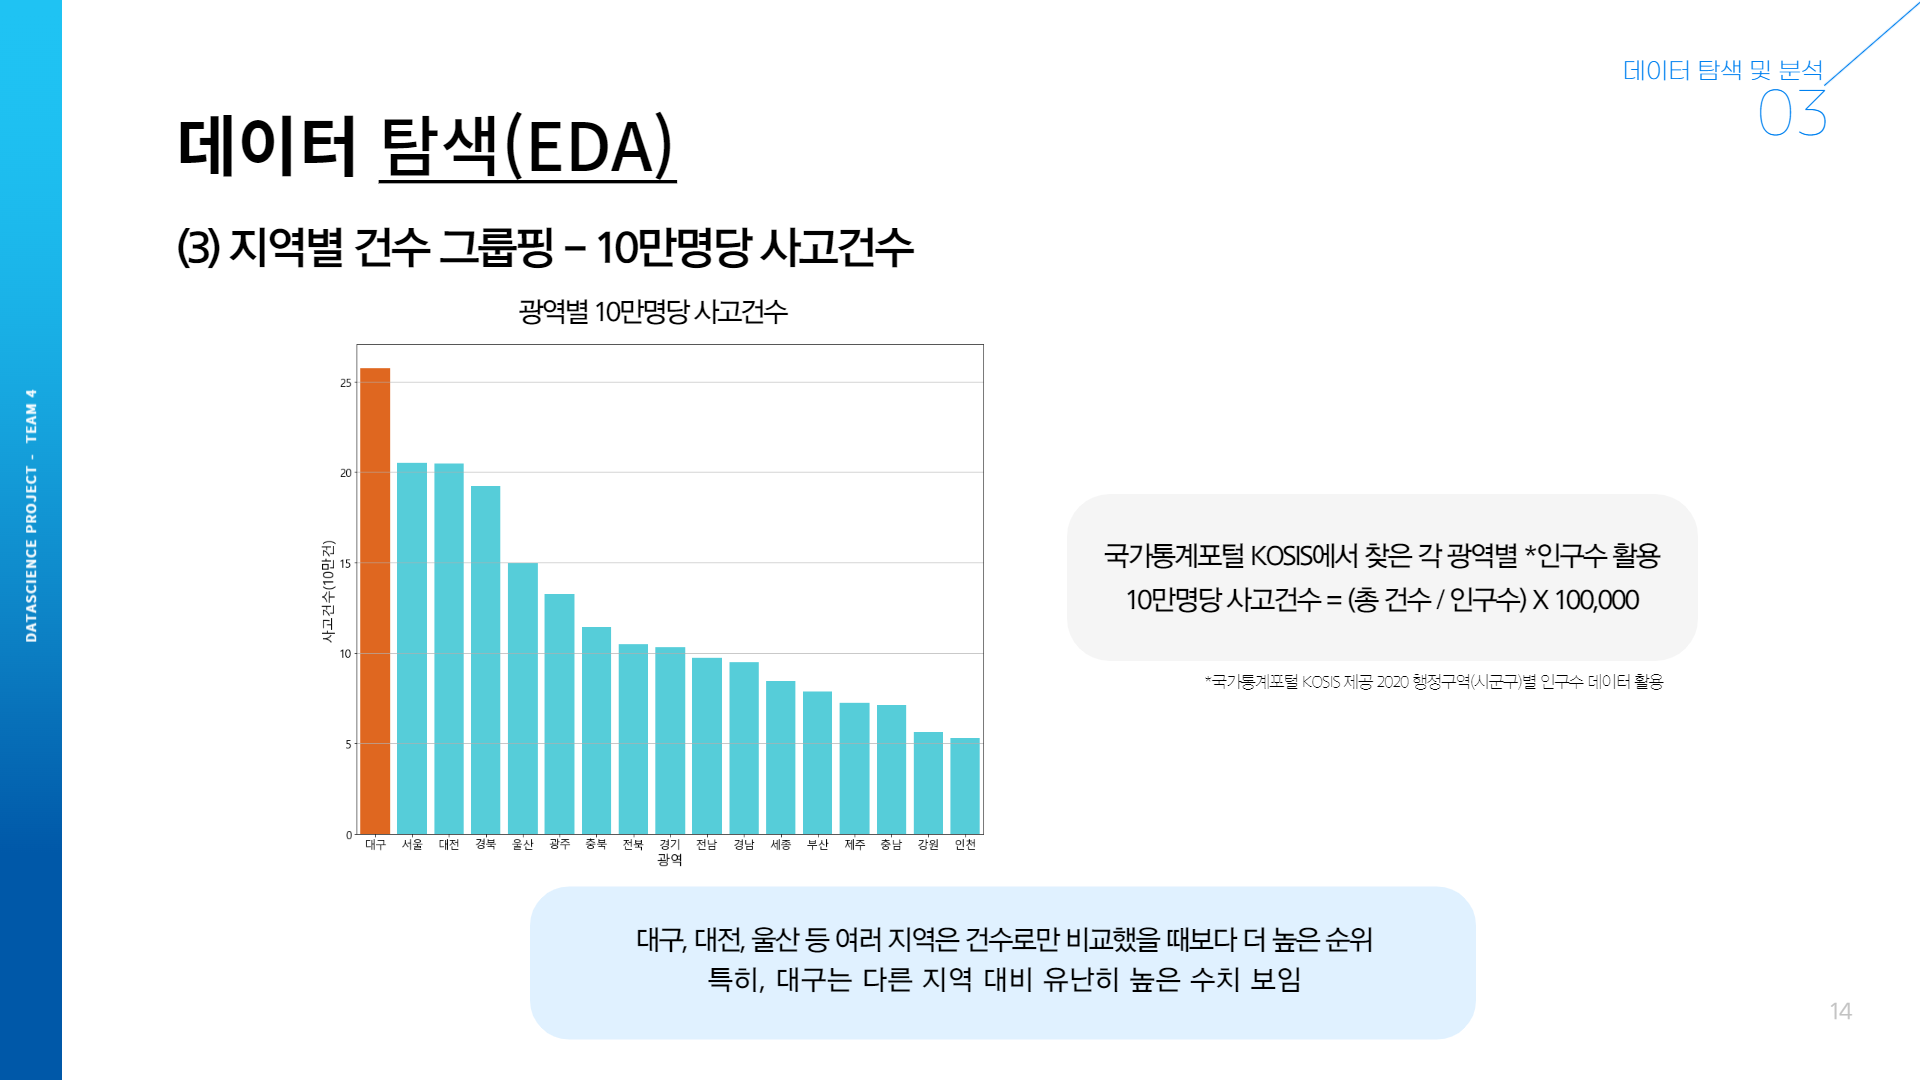 데이터 탐색 및 분석
03
데이터 탐색(EDA)
(3) 지역별 건수 그룹핑 – 10만명당 사고건수
광역별 10만명당 사고건수
25
20
15
10
5
0
사고건수(10만건)
대구 서울 대전 경북 울산 광주 충북 전북 경기 전남 경남 세종 부산 제주 충남 강원 인천
광역
국가통계포털 KOSIS에서 찾은 각 광역별 *인구수 활용
10만명당 사고건수 = (총 건수 / 인구수) X 100,000
*국가통계포털 KOSIS 제공 2020 행정구역(시군구)별 인구수 데이터 활용
대구, 대전, 울산 등 여러 지역은 건수로만 비교했을 때보다 더 높은 순위
특히, 대구는 다른 지역 대비 유난히 높은 수치 보임
DATASCIENCE PROJECT - TEAM 4
14